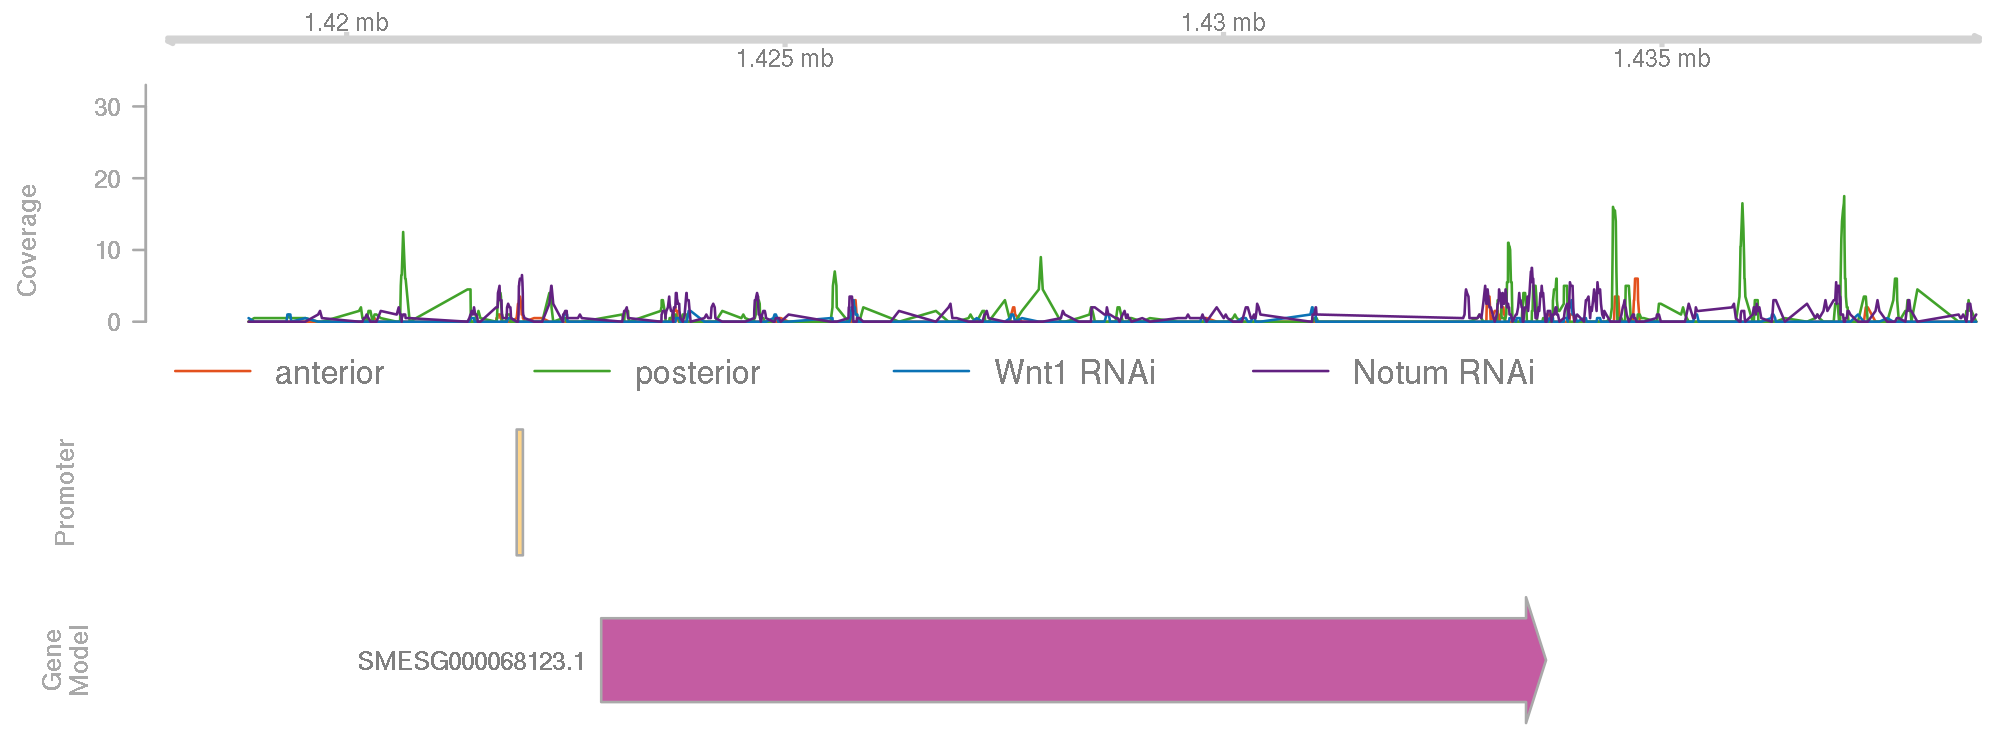 1.42 mb
1.43 mb
1.425 mb
1.435 mb
Coverage
30
20
10
0
anterior
posterior
Wnt1 RNAi
Notum RNAi
Promoter
Gene
Model
SMESG000068123.1